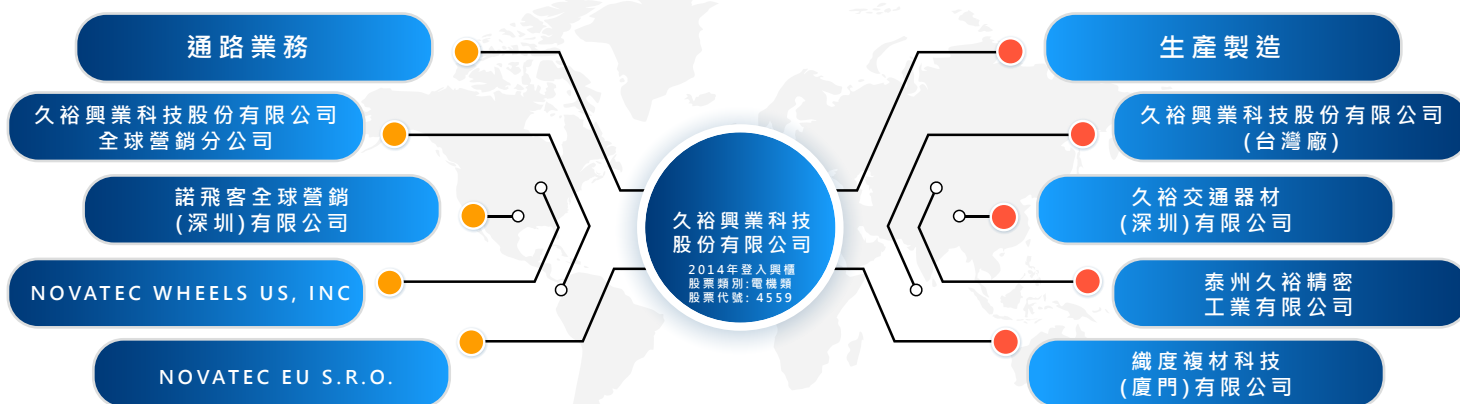 通路業務
久裕興業科技股份有限公司
全球營銷分公司
諾飛客全球營銷
(深圳)有限公司
NOVATEC WHEELS US, INC
NOVATEC EU S.R.O.
久裕興業科技
股份有限公司
2014年登入興櫃
股票類別:電機類
股票代號: 4559
生產製造
久裕興業科技股份有限公司
(台灣廠)
久裕交通器材
(深圳)有限公司
泰州久裕精密
工業有限公司
織度複材科技
(廈門)有限公司